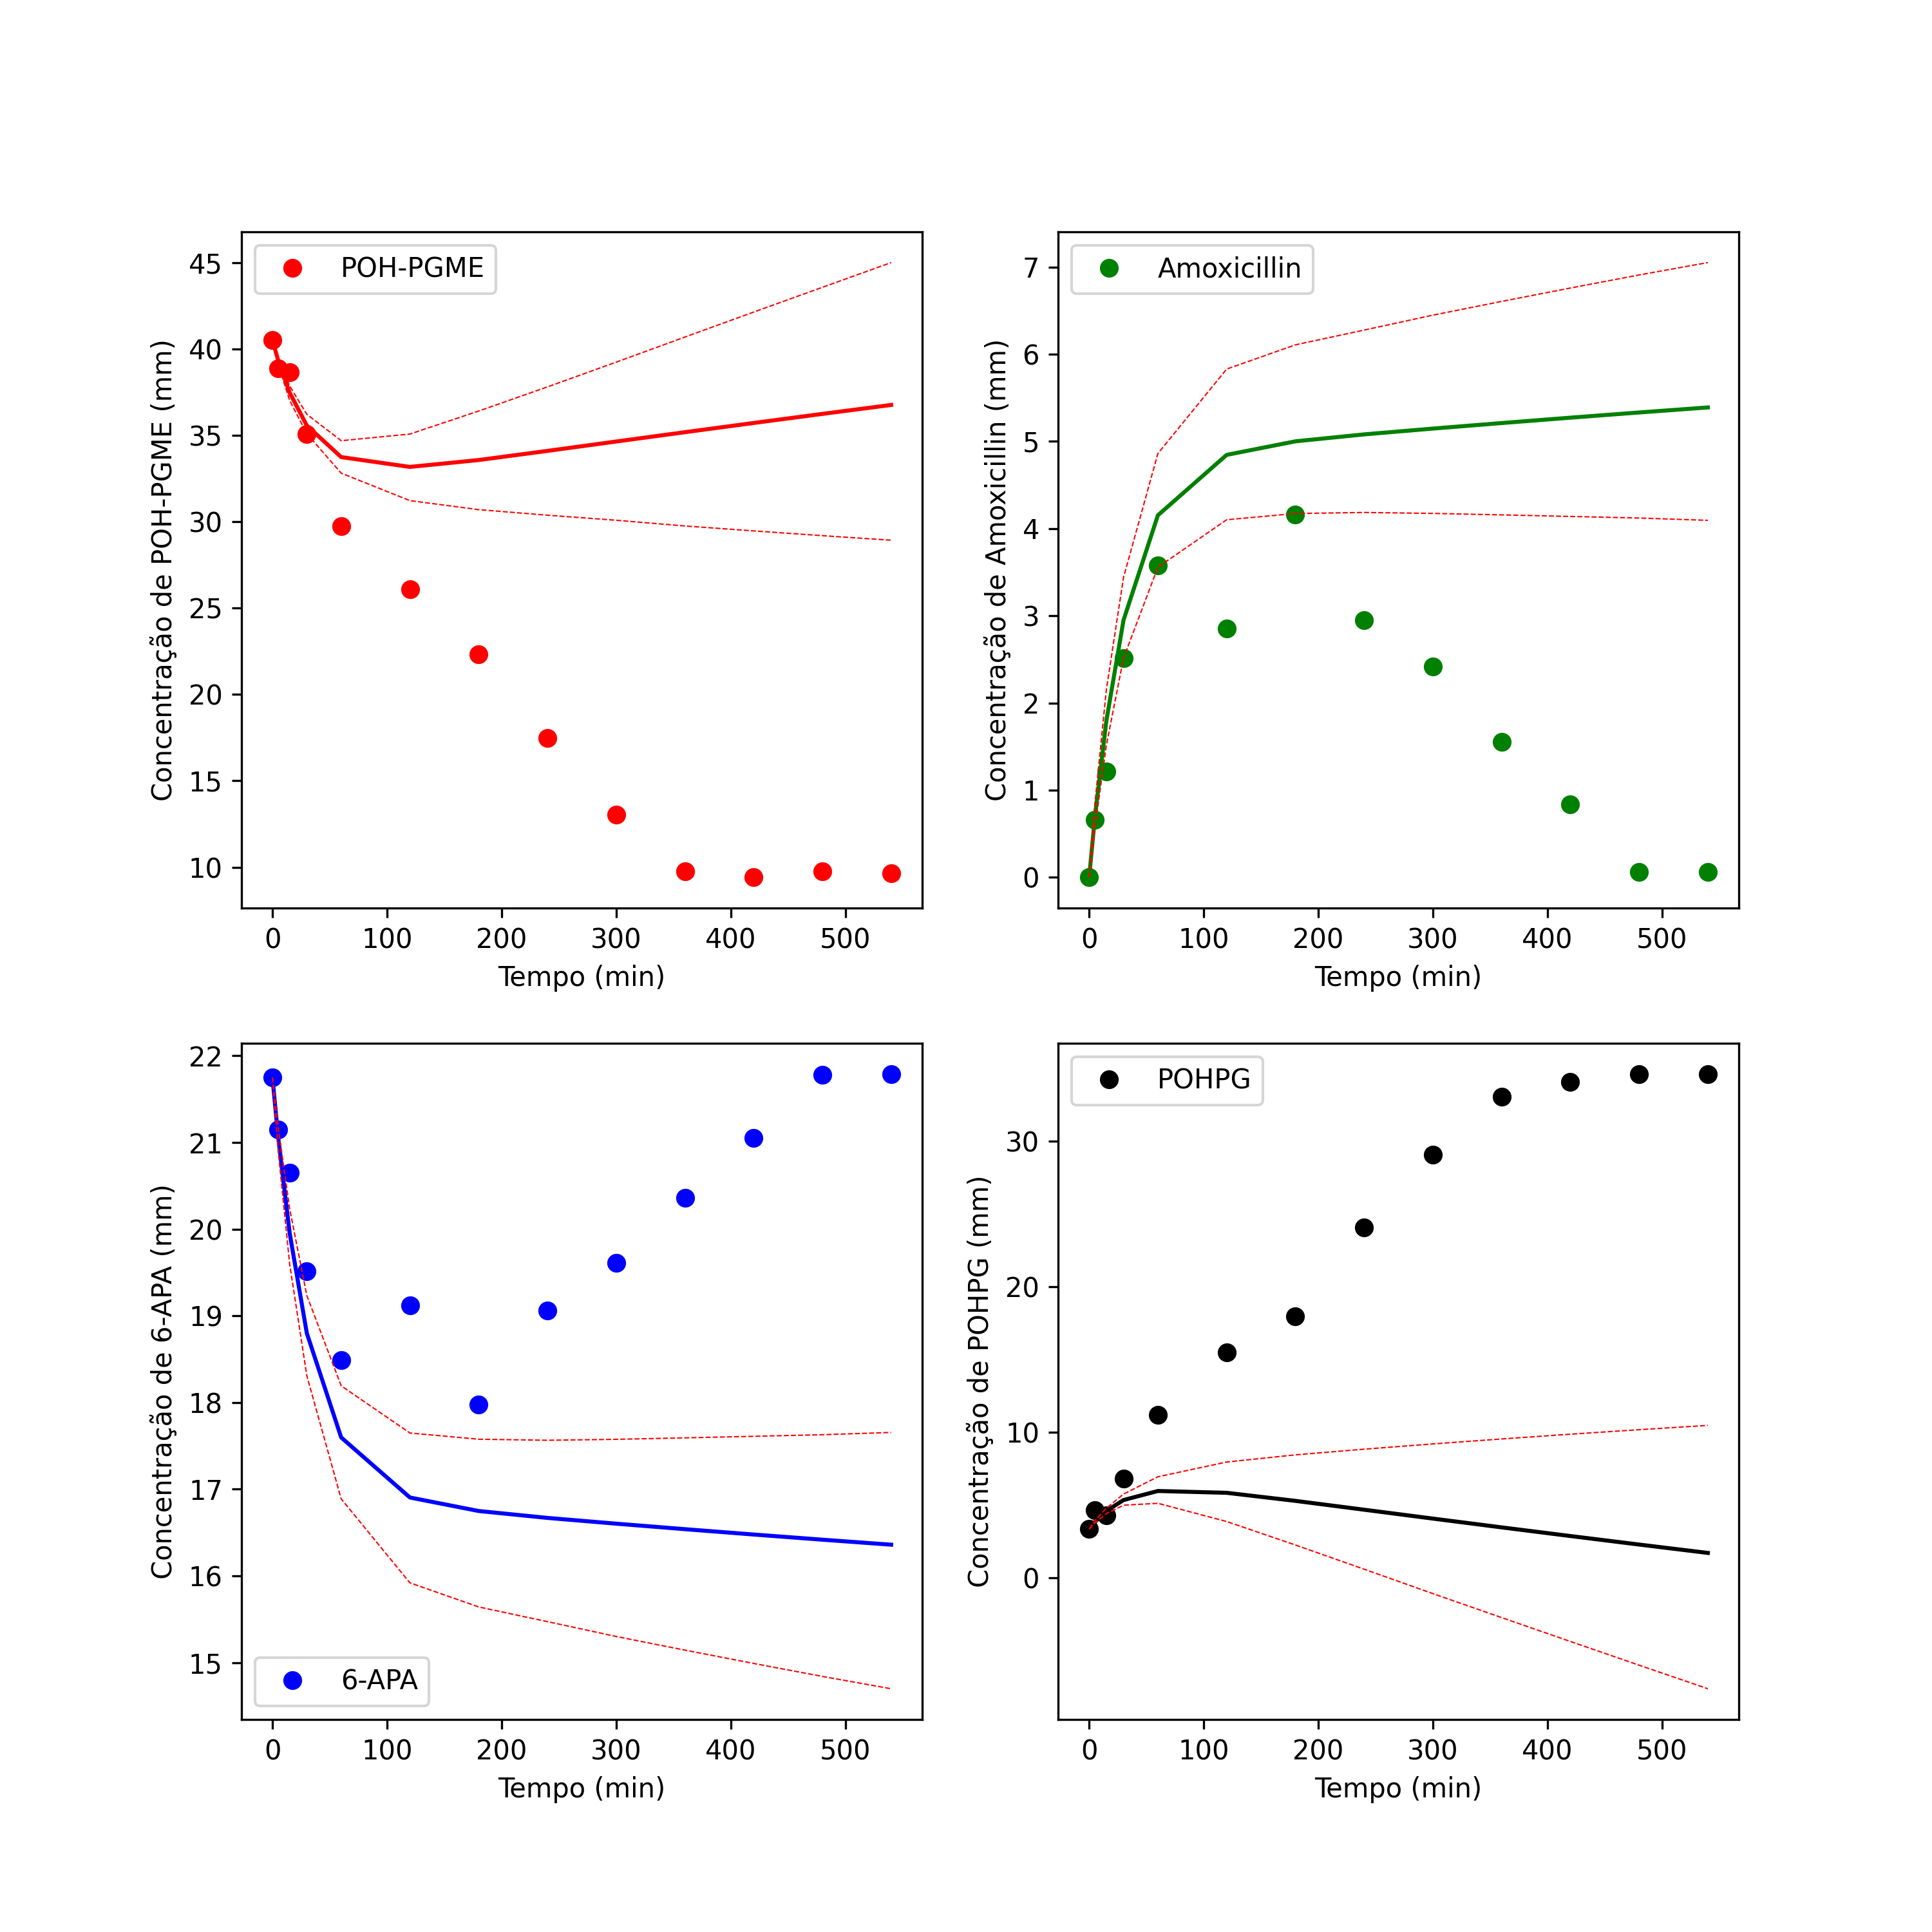 POH-PGME
Concentração de POH-PGME (mm)
45
40
35
30
25
20
15
10
0 100 200 300 400 500
Tempo (min)
Amoxicillin
Concentração de Amoxicillin (mm)
7
6
5
4
3
2
1
0
0 100 200 300 400 500
Tempo (min)
Concentração de 6-APA (mm)
22
21
20
19
18
17
16
15
6-APA
0 100 200 300 400 500
Tempo (min)
POHPG
Concentração de POHPG (mm)
30
20
10
0
0 100 200 300 400 500
Tempo (min)